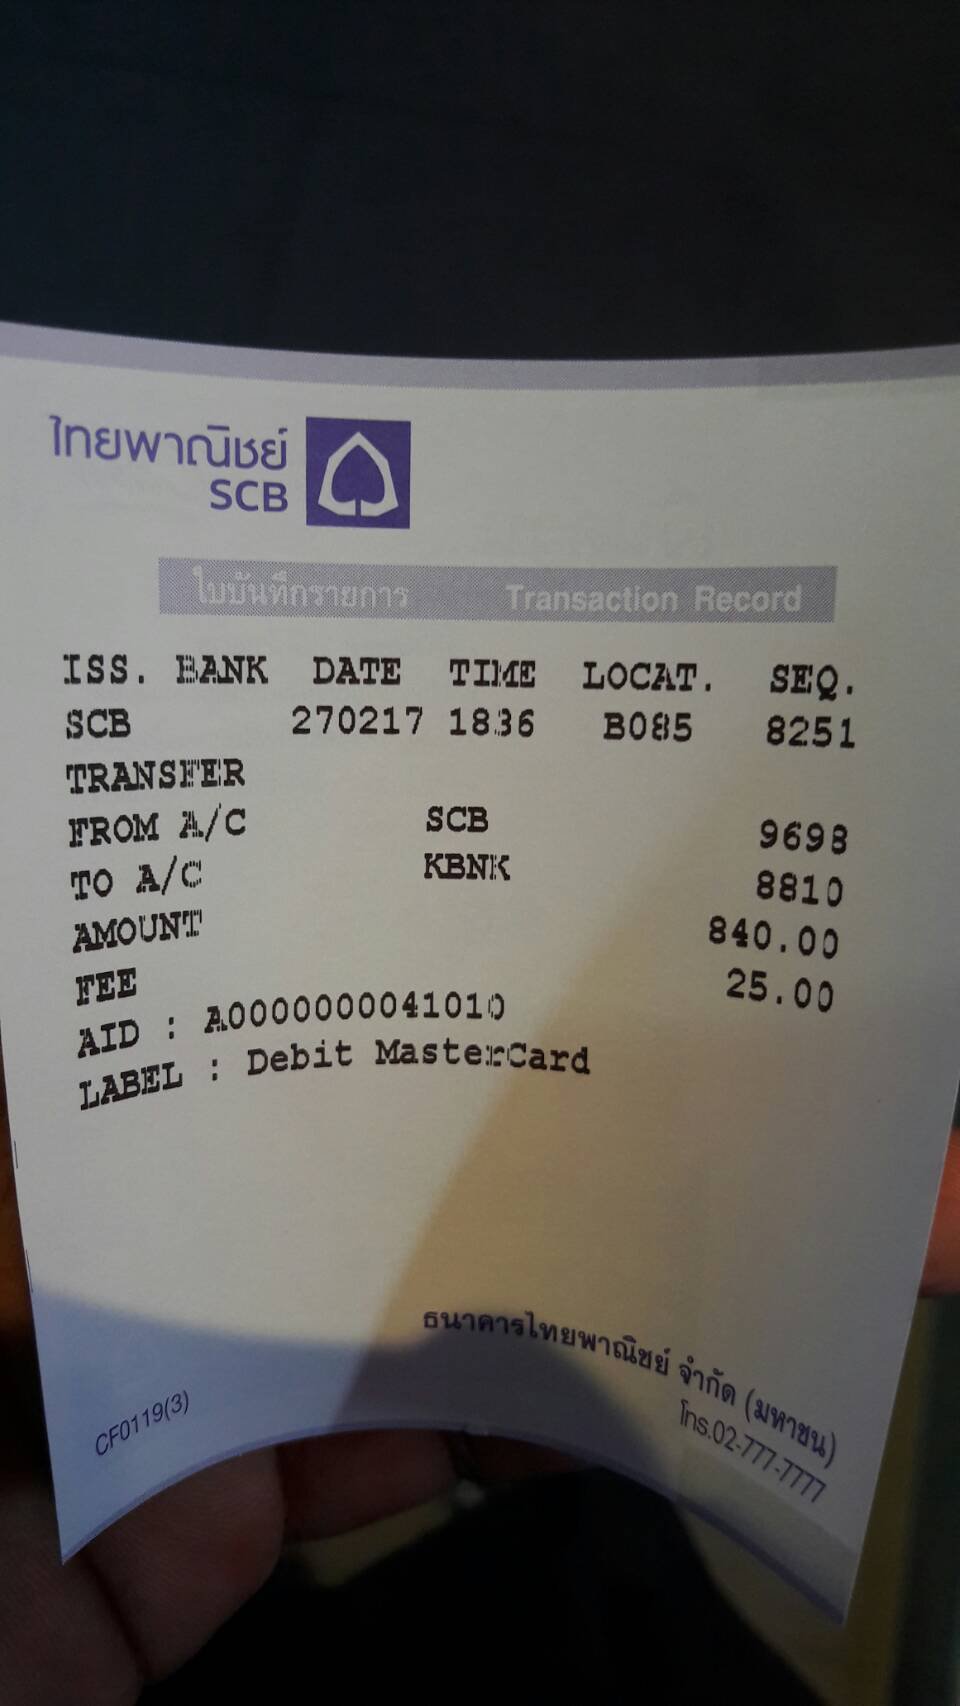 ไทยพาณิชย์
SCB
ใบบันทึกรายการ Transaction Record
ISS. BANK DATE TIME LOCAT. SEQ.
SCB 270217 1836 B085 8251
TRANSFER
FROM A/C SCB 9698
TO A/C KBNK 8810
AMOUNT 840.00
FEE 25.00
AID : A0000000041010
LABEL : Debit MasterCard
ธนาคารไทยพาณิชย์ จำกัด (มหาชน)
CF0119(3) โทร.02-777-7777